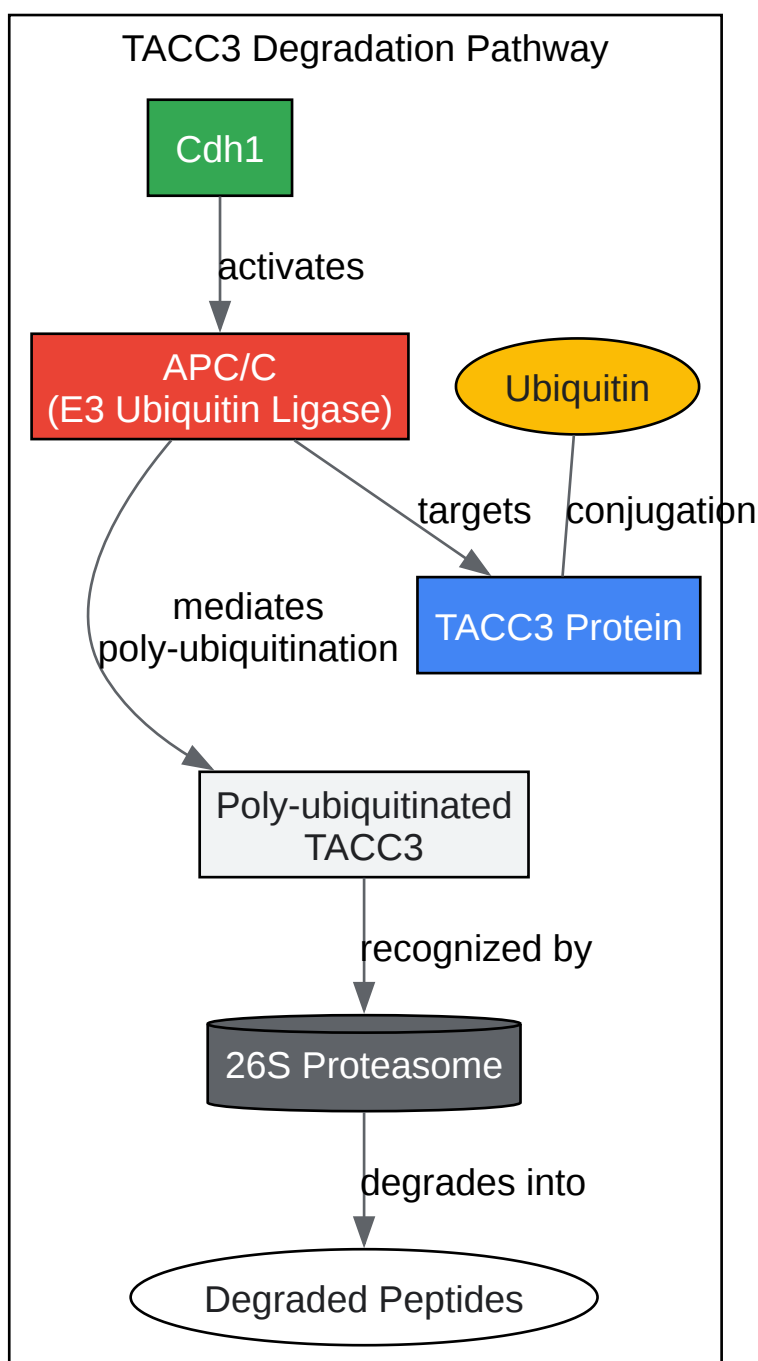 TACC3 Degradation Pathway
Cdh1
activates
APC/C
(E3 Ubiquitin Ligase)
Ubiquitin
targets
conjugation
mediates
poly-ubiquitination
TACC3 Protein
Poly-ubiquitinated
TACC3
recognized by
26S Proteasome
degrades into
Degraded Peptides